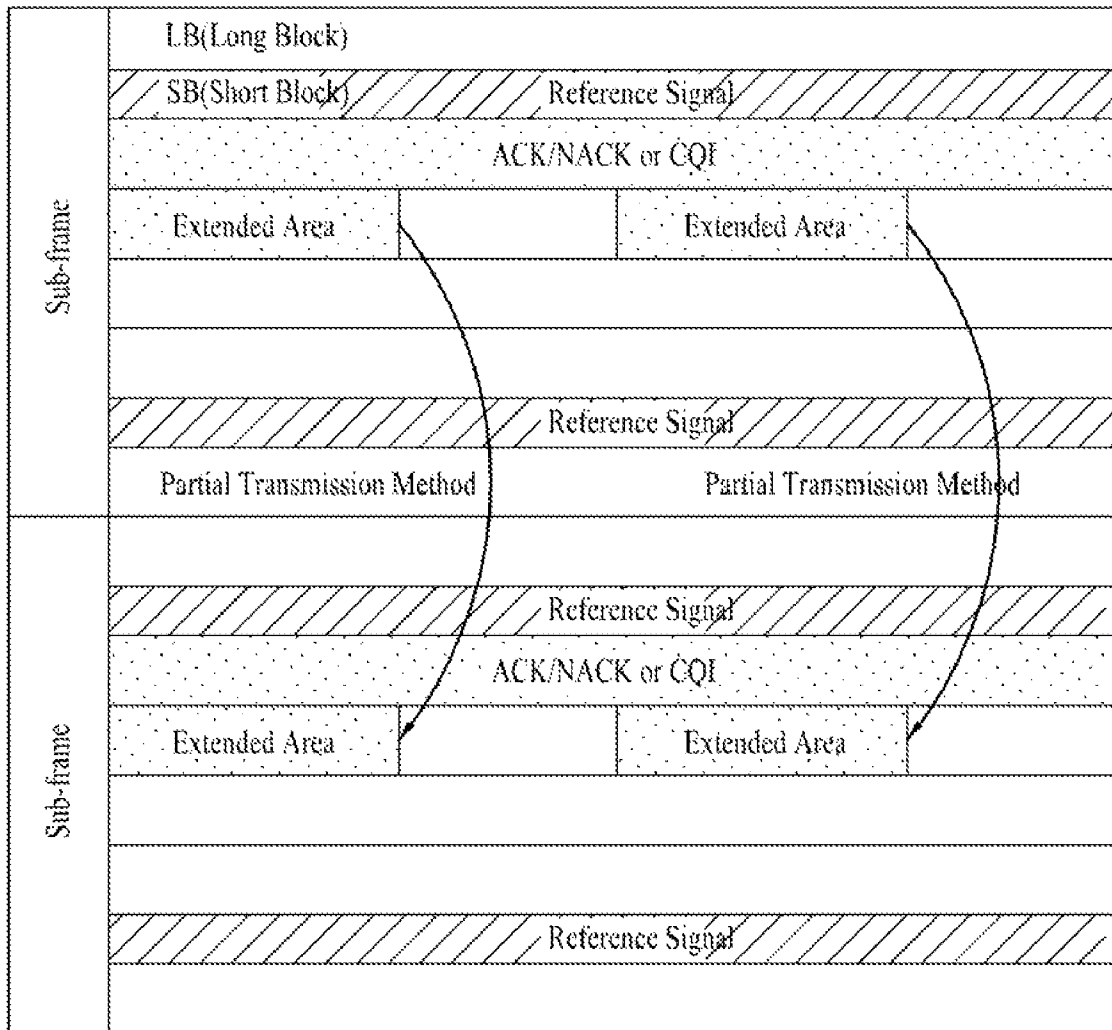 LB(Long Block)
SB(Short Block) Reference Signal
ACK/NACK or CQI
Extended Area Extended Area
Sub-frame
Reference Signal
Partial Transmission Method Partial Transmission Method
Reference Signal
ACK/NACK or CQI
Extended Area Extended Area
Sub-frame
Reference Signal